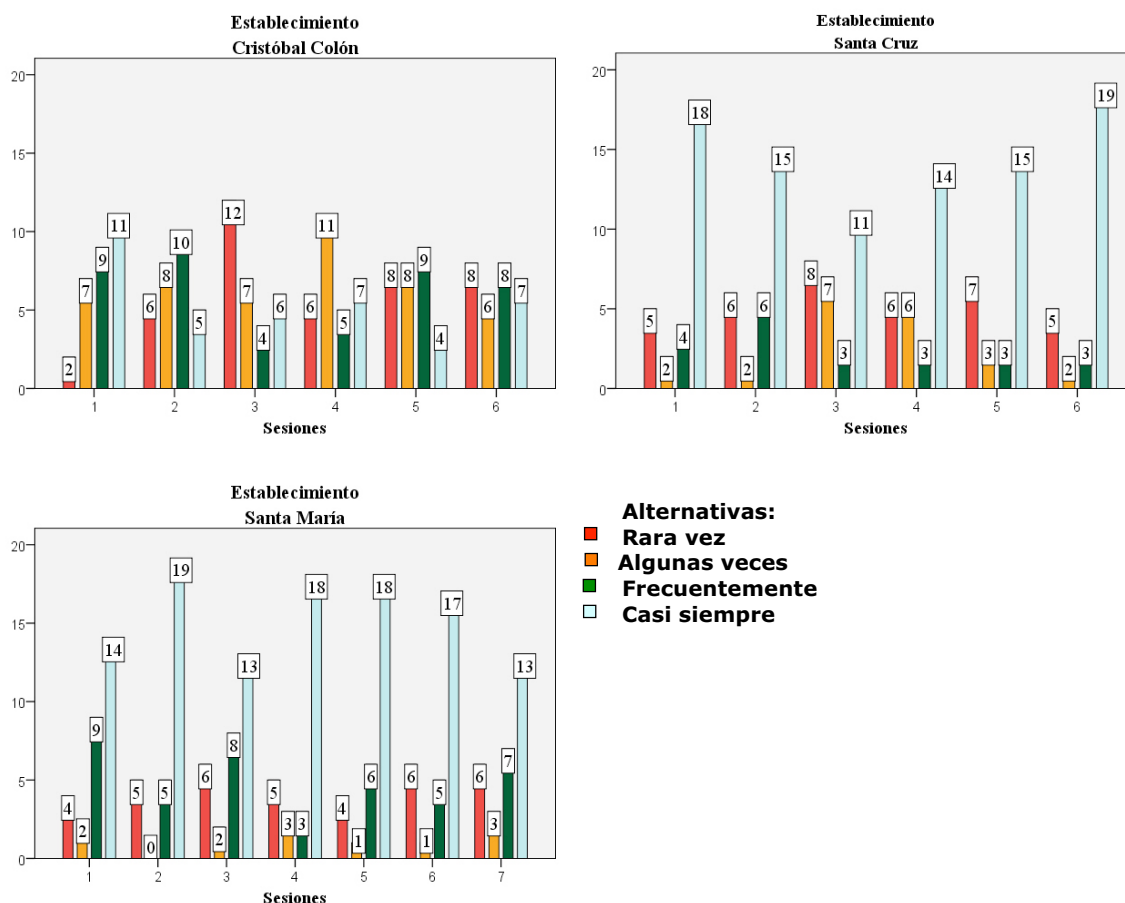 Establecimiento
Cristóbal Colón
20
15
10
5
0
2 7 9 11
6 8 10 5
12 7 4 6
6 11 5 7
8 8 9 4
8 6 8 7
1 2 3 4 5 6
Sesiones
Establecimiento
Santa Cruz
20
15
10
5
0
5 2 4 18
6 2 6 15
8 7 3 11
6 6 3 14
7 3 3 15
5 2 3 19
1 2 3 4 5 6
Sesiones
Establecimiento
Santa María
20
15
10
5
0
4 2 9 14
5 0 5 19
6 2 8 13
5 3 3 18
4 1 6 18
6 1 5 17
6 3 7 13
1 2 3 4 5 6 7
Sesiones
Alternativas:
Rara vez
Algunas veces
Frecuentemente
Casi siempre